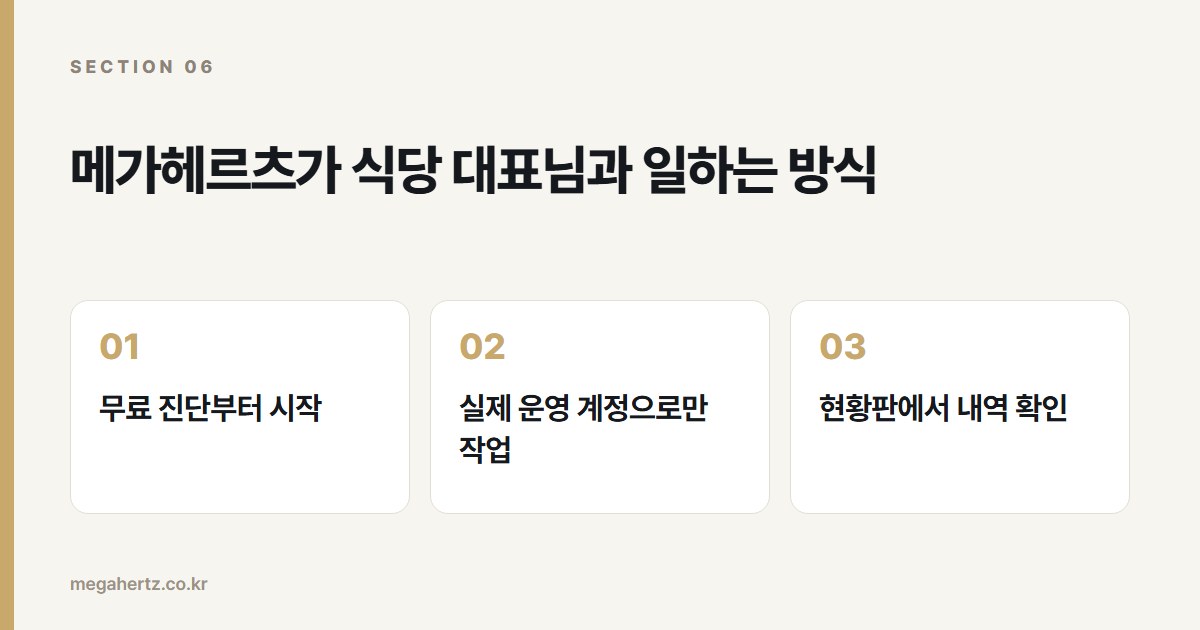 SECTION 06
메가헤르츠가 식당 대표님과 일하는 방식
01
무료 진단부터 시작
02
실제 운영 계정으로만
작업
03
현황판에서 내역 확인
megahertz.co.kr